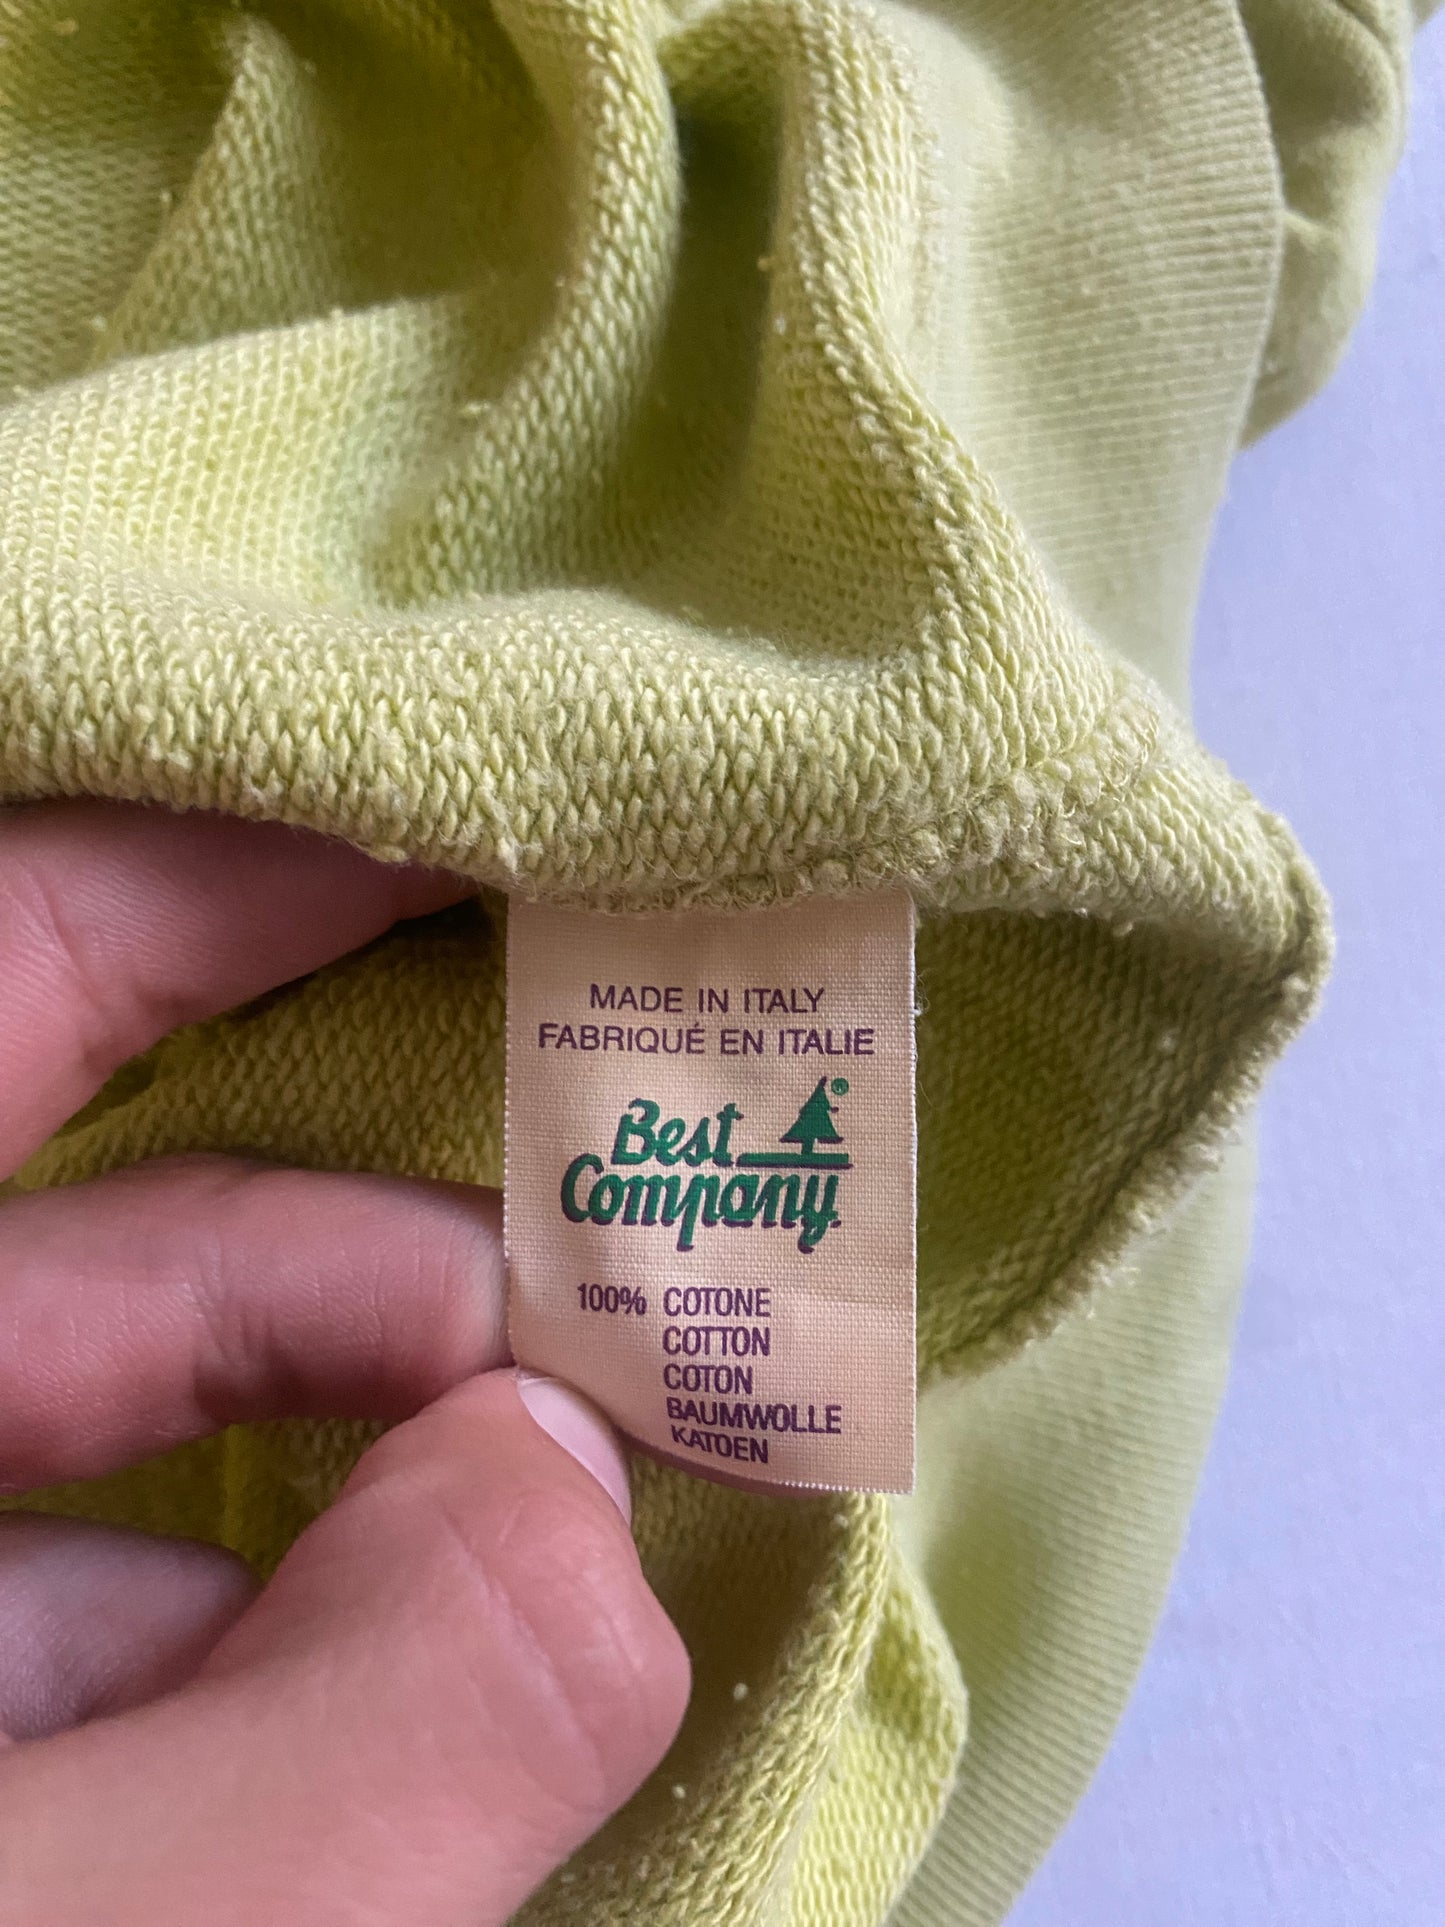 MADE IN ITALY
FABRIQUÉ EN ITALIE
Best
Company
100% COTONE
COTTON
COTON
BAUMWOLLE
KATOEN